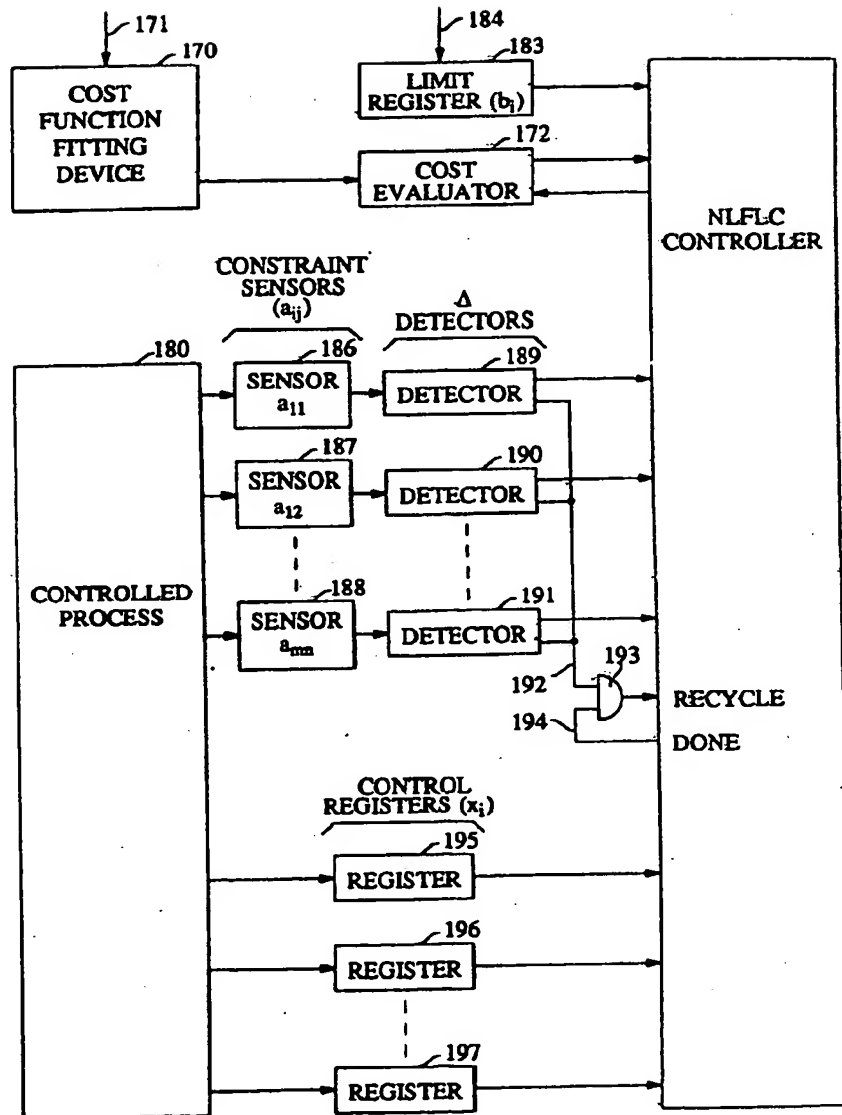 171
184
170
183
COST
FUNCTION
FITTING
DEVICE
LIMIT
REGISTER (bi)
172
COST
EVALUATOR
NLFLC
CONTROLLER
CONSTRAINT
SENSORS
(aij)
Δ
DETECTORS
180
186
189
SENSOR
a11
DETECTOR
187
190
SENSOR
a12
DETECTOR
188
191
CONTROLLED
PROCESS
SENSOR
amn
DETECTOR
192
193
RECYCLE
194
DONE
CONTROL
REGISTERS (xi)
195
REGISTER
196
REGISTER
197
REGISTER